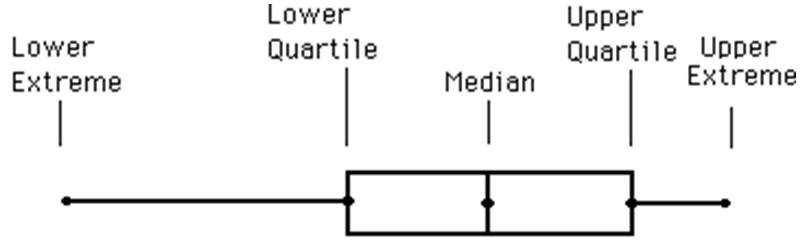 Lower
Extreme
Lower
Quartile
Median
Upper
Quartile
Upper
Extreme